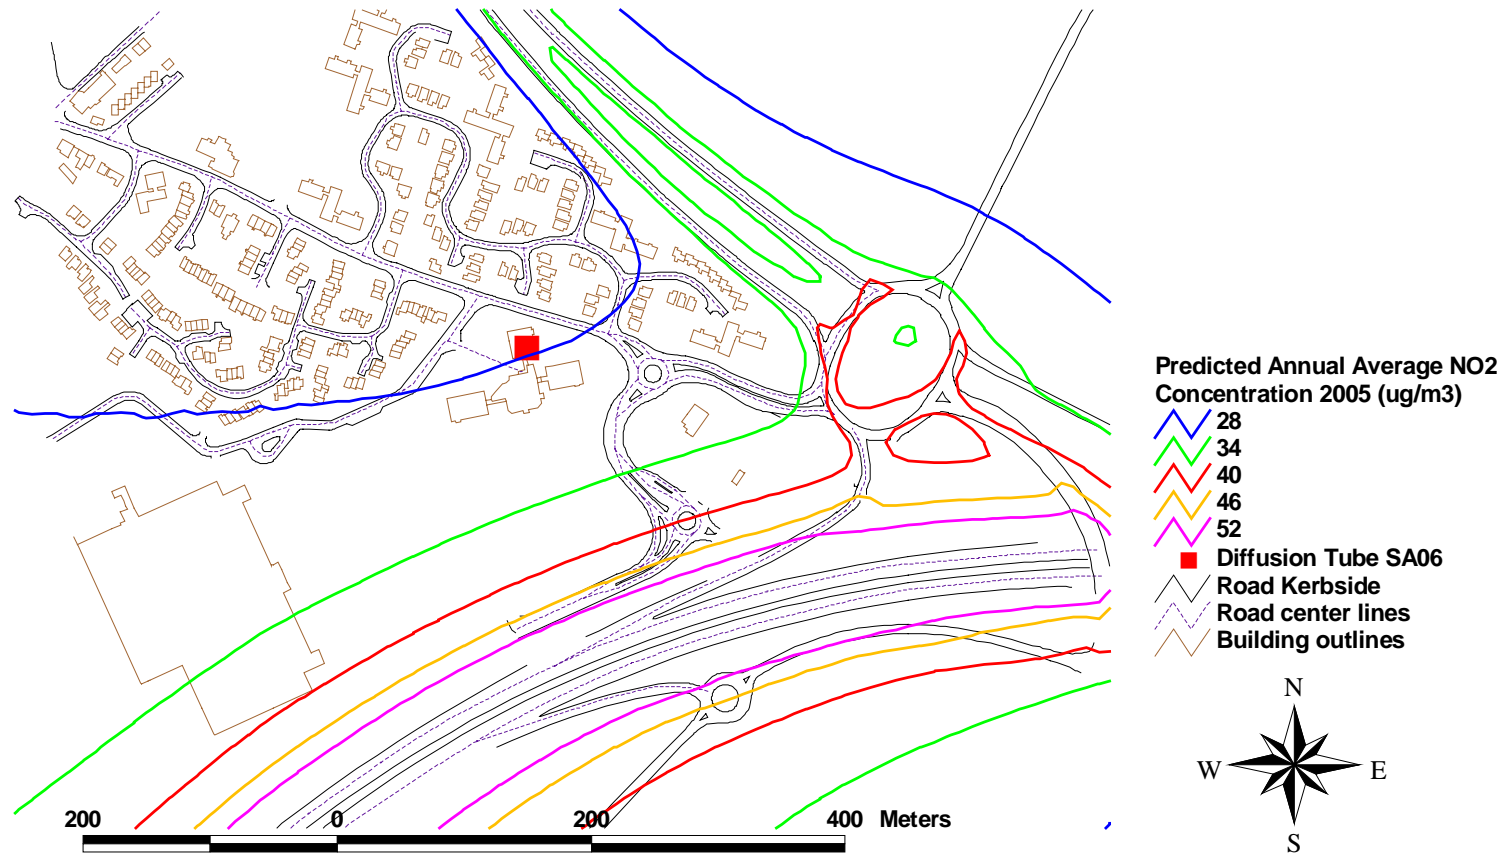 Predicted Annual Average NO2
Concentration 2005 (ug/m3)
28
34
40
46
52
Diffusion Tube SA06
Road Kerbside
Road center lines
Building outlines
N
W E
S
200 0 200 400 Meters